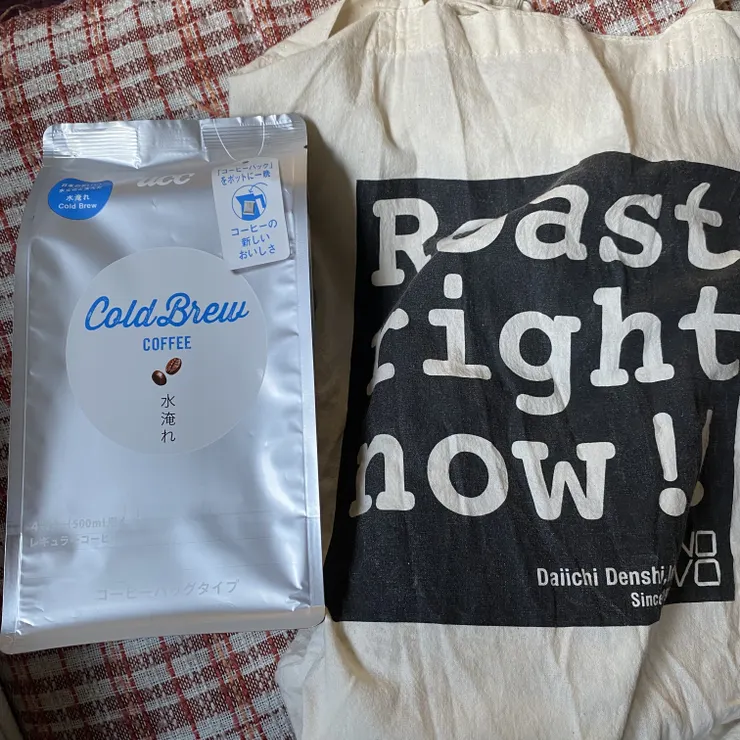 ucc
水淹れ
Cold Brew
「コーヒーバッグ」
をポットに一晩
コーヒーの
新しい
おいしさ
Cold Brew
COFFEE
水淹れ
レギュラーコーヒ
コーヒーバッグタイプ
Roast
right
now!!
Daiichi Denshi,
Since